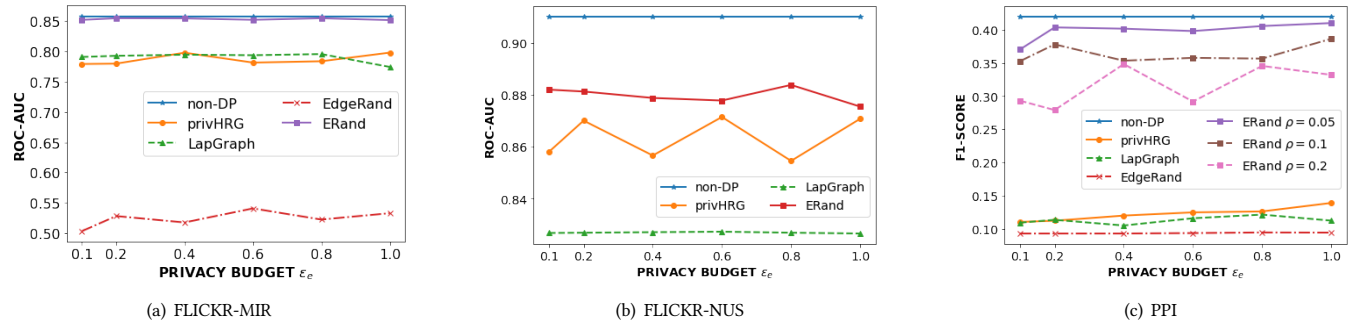 0.85
0.80
0.75
0.70
0.65
0.60
0.55
0.50
ROC-AUC
non-DP
privHRG
LapGraph
EdgeRand
ERand
0.1 0.2 0.4 0.6 0.8 1.0
PRIVACY BUDGET εₑ
(a) FLICKR-MIR
0.90
0.88
0.86
0.84
ROC-AUC
non-DP
privHRG
LapGraph
ERand
0.1 0.2 0.4 0.6 0.8 1.0
PRIVACY BUDGET εₑ
(b) FLICKR-NUS
0.40
0.35
0.30
0.25
0.20
0.15
0.10
F1-SCORE
non-DP
privHRG
LapGraph
EdgeRand
ERand ρ = 0.05
ERand ρ = 0.1
ERand ρ = 0.2
0.1 0.2 0.4 0.6 0.8 1.0
PRIVACY BUDGET εₑ
(c) PPI